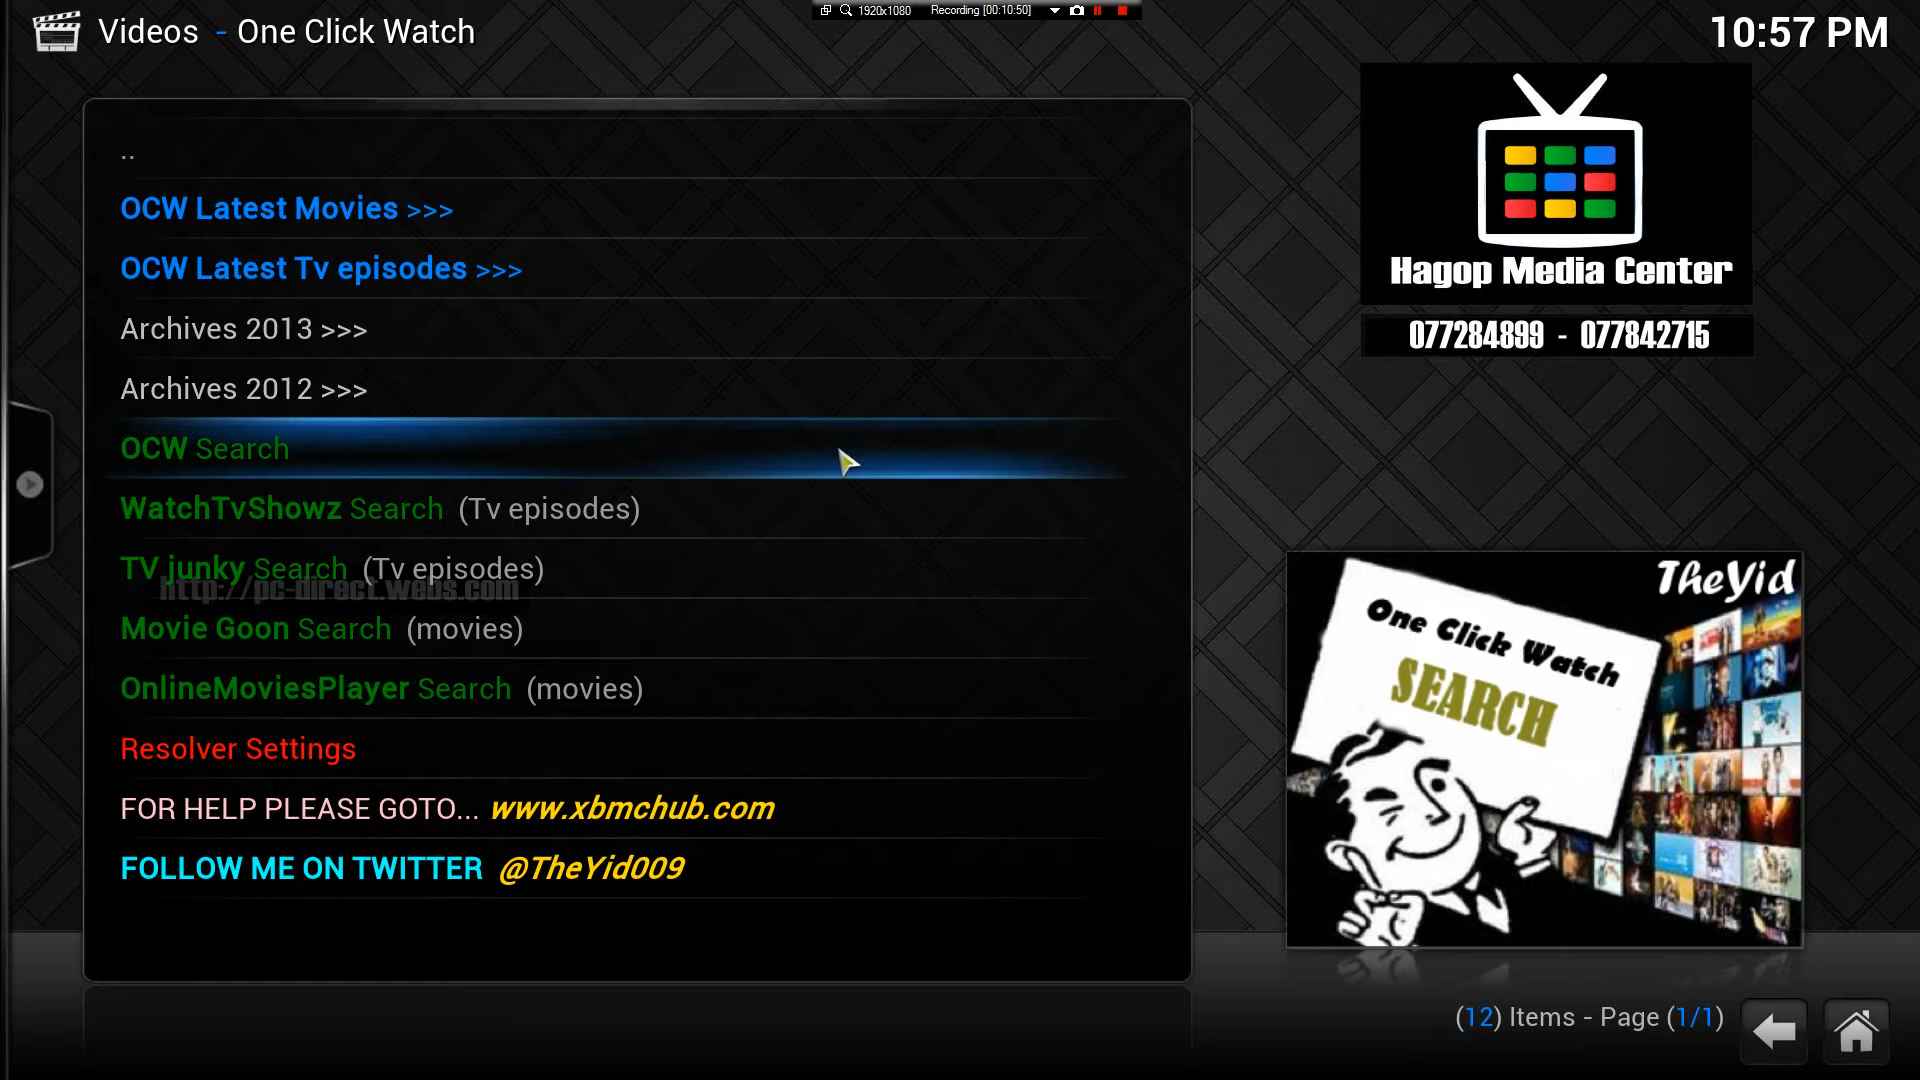 1920x1080 Recording [00:10:50]
Videos - One Click Watch
10:57 PM
..
OCW Latest Movies >>>
OCW Latest Tv episodes >>>
Archives 2013 >>>
Archives 2012 >>>
OCW Search
WatchTvShowz Search (Tv episodes)
TV junky Search (Tv episodes)
http://pc-direct.webs.com
Movie Goon Search (movies)
OnlineMoviesPlayer Search (movies)
Resolver Settings
FOR HELP PLEASE GOTO... www.xbmchub.com
FOLLOW ME ON TWITTER @TheYid009
Hagop Media Center
077284899 - 077842715
TheYid
One Click Watch
SEARCH
(12) Items - Page (1/1)